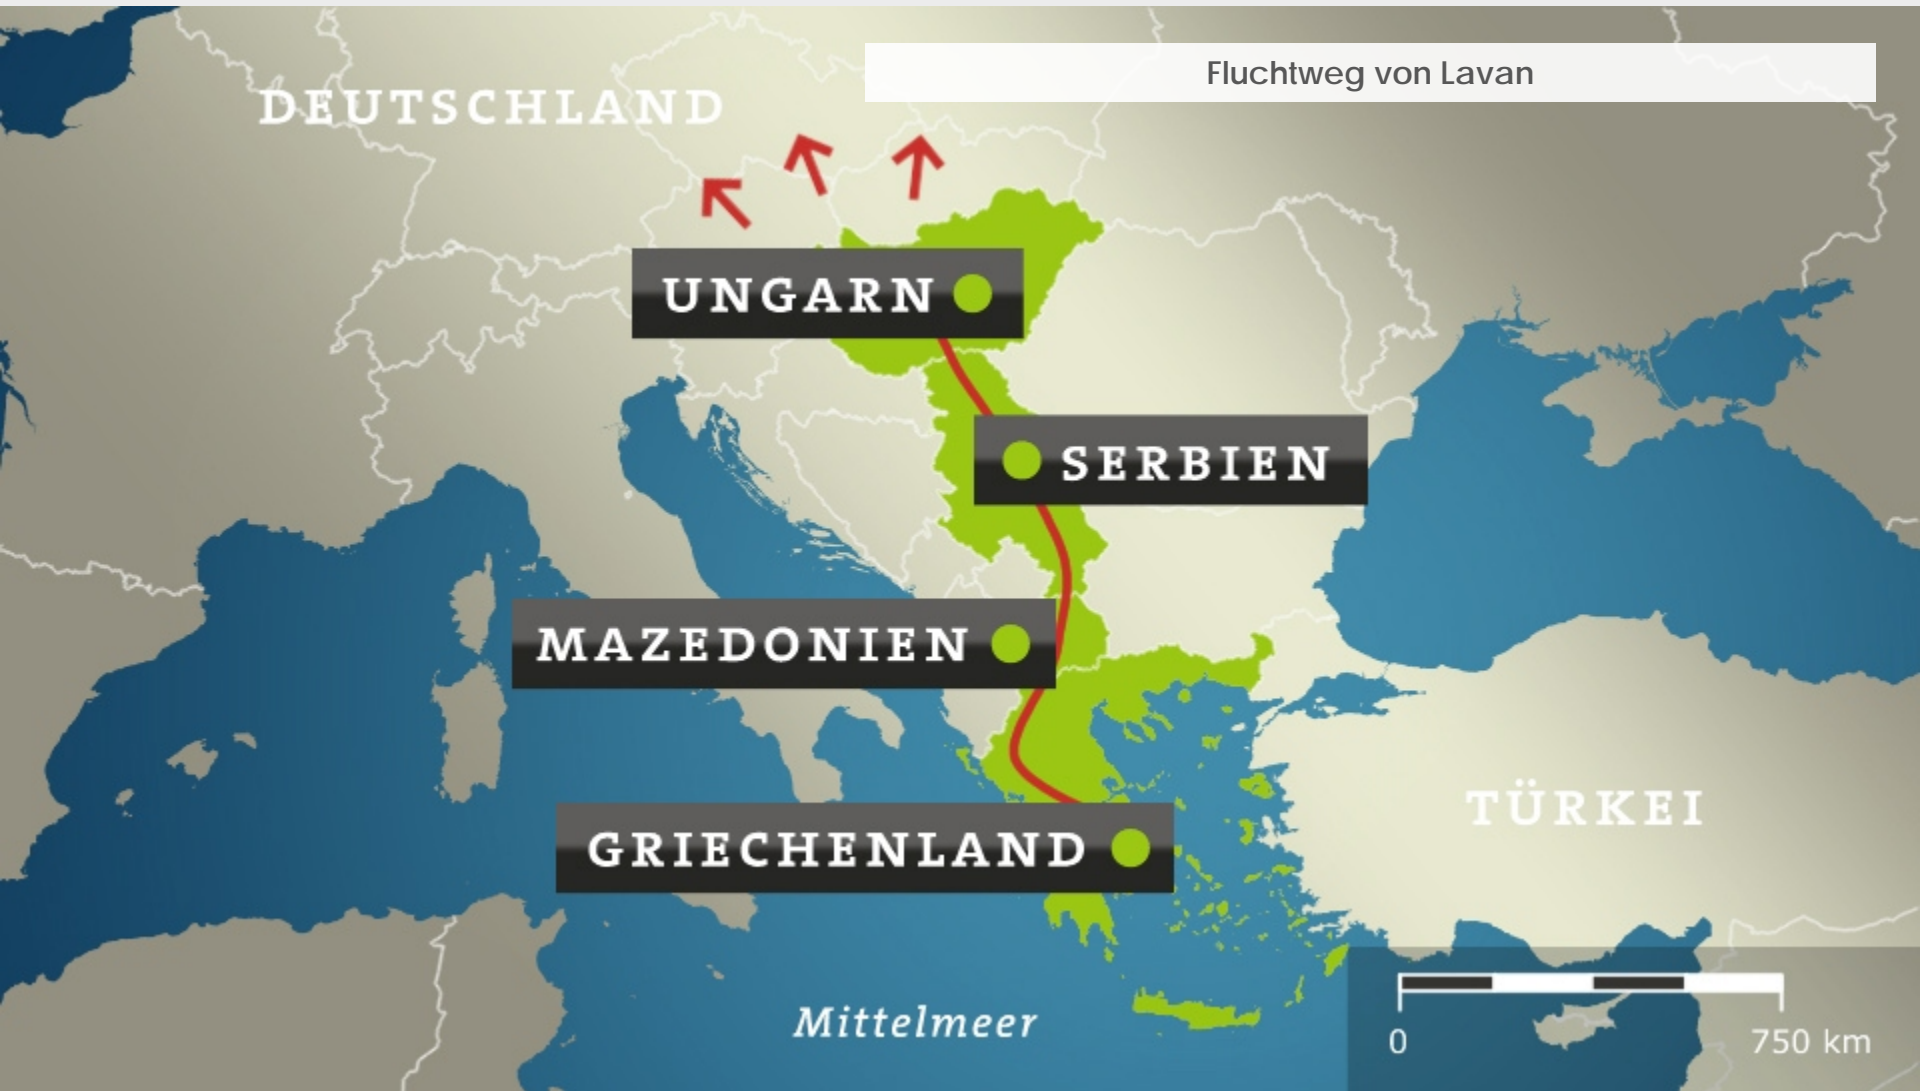 Fluchtweg von Lavan
DEUTSCHLAND
UNGARN
SERBIEN
MAZEDONIEN
TÜRKEI
GRIECHENLAND
Mittelmeer
0 750 km